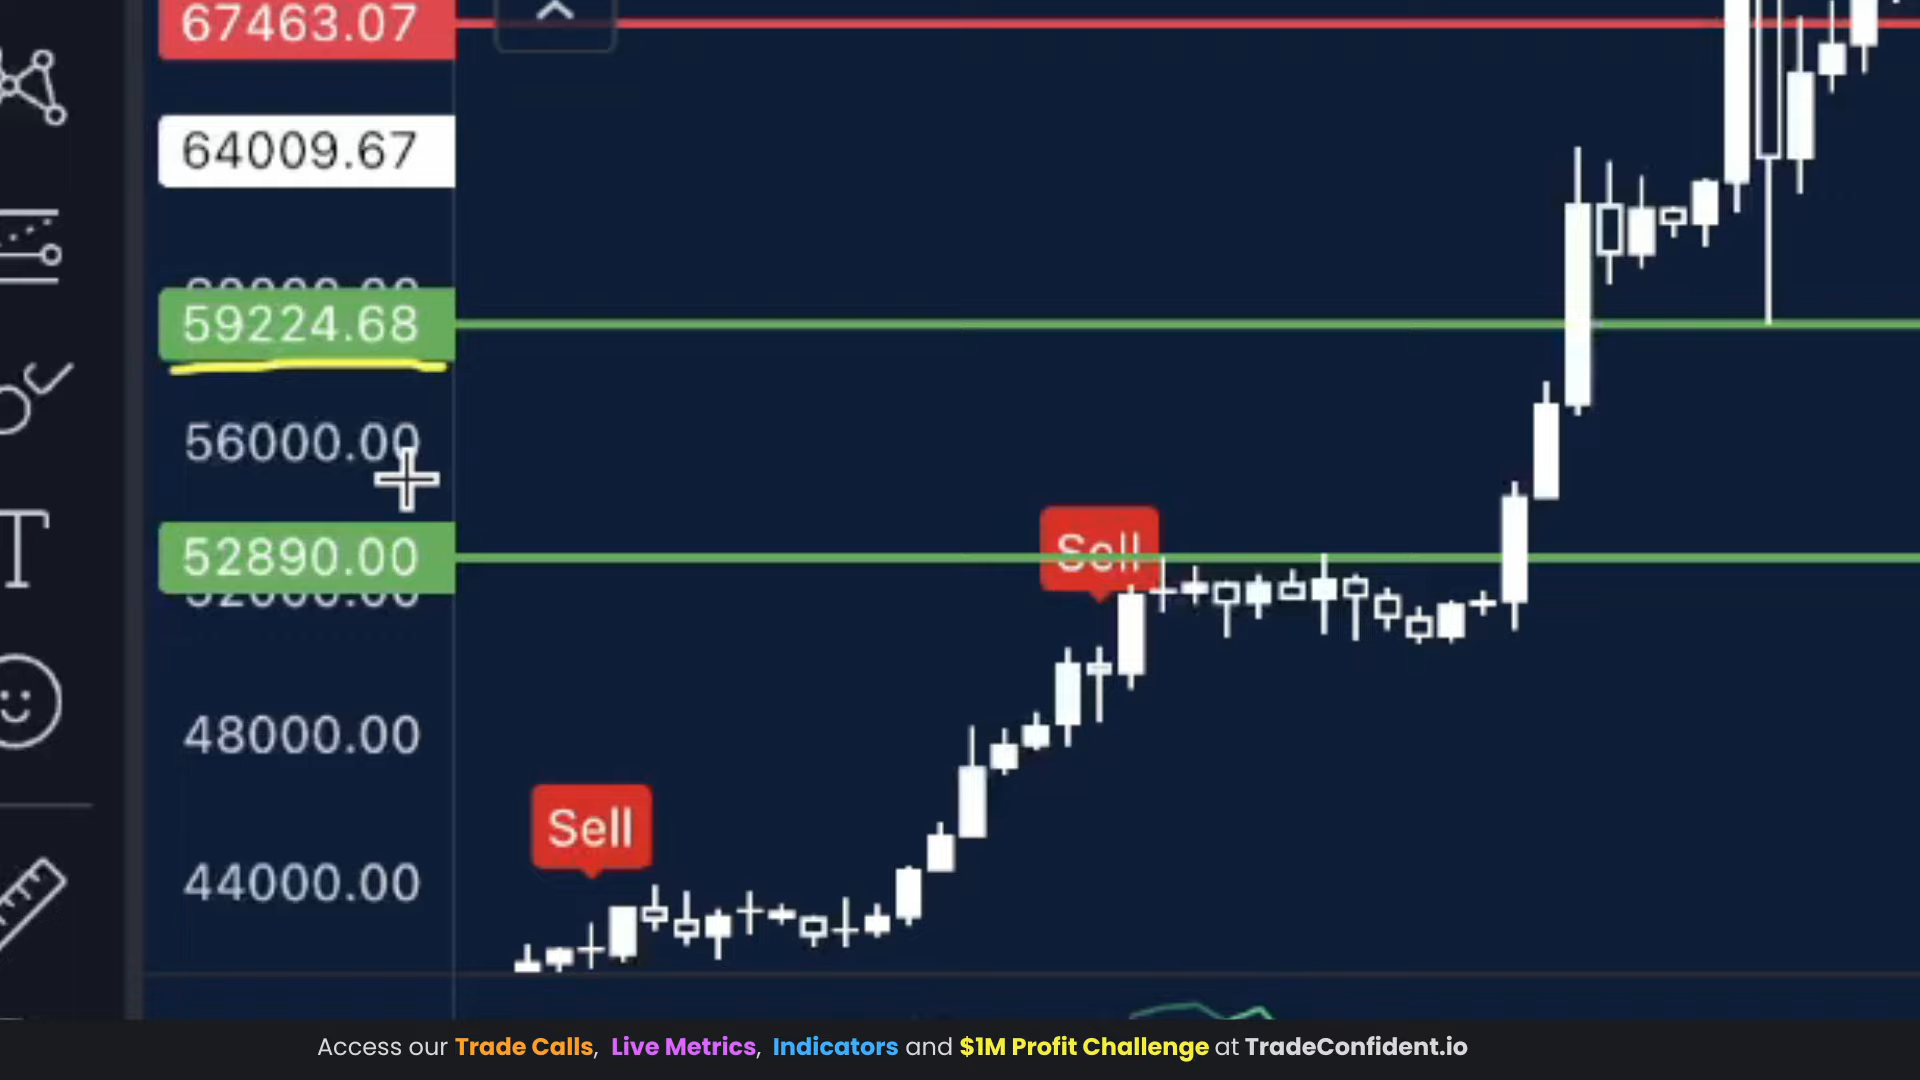 67463.07
64009.67
59224.68
56000.00
Sell
52890.00
48000.00
Sell
44000.00
Access our Trade Calls, Live Metrics, Indicators and $1M Profit Challenge at TradeConfident.io